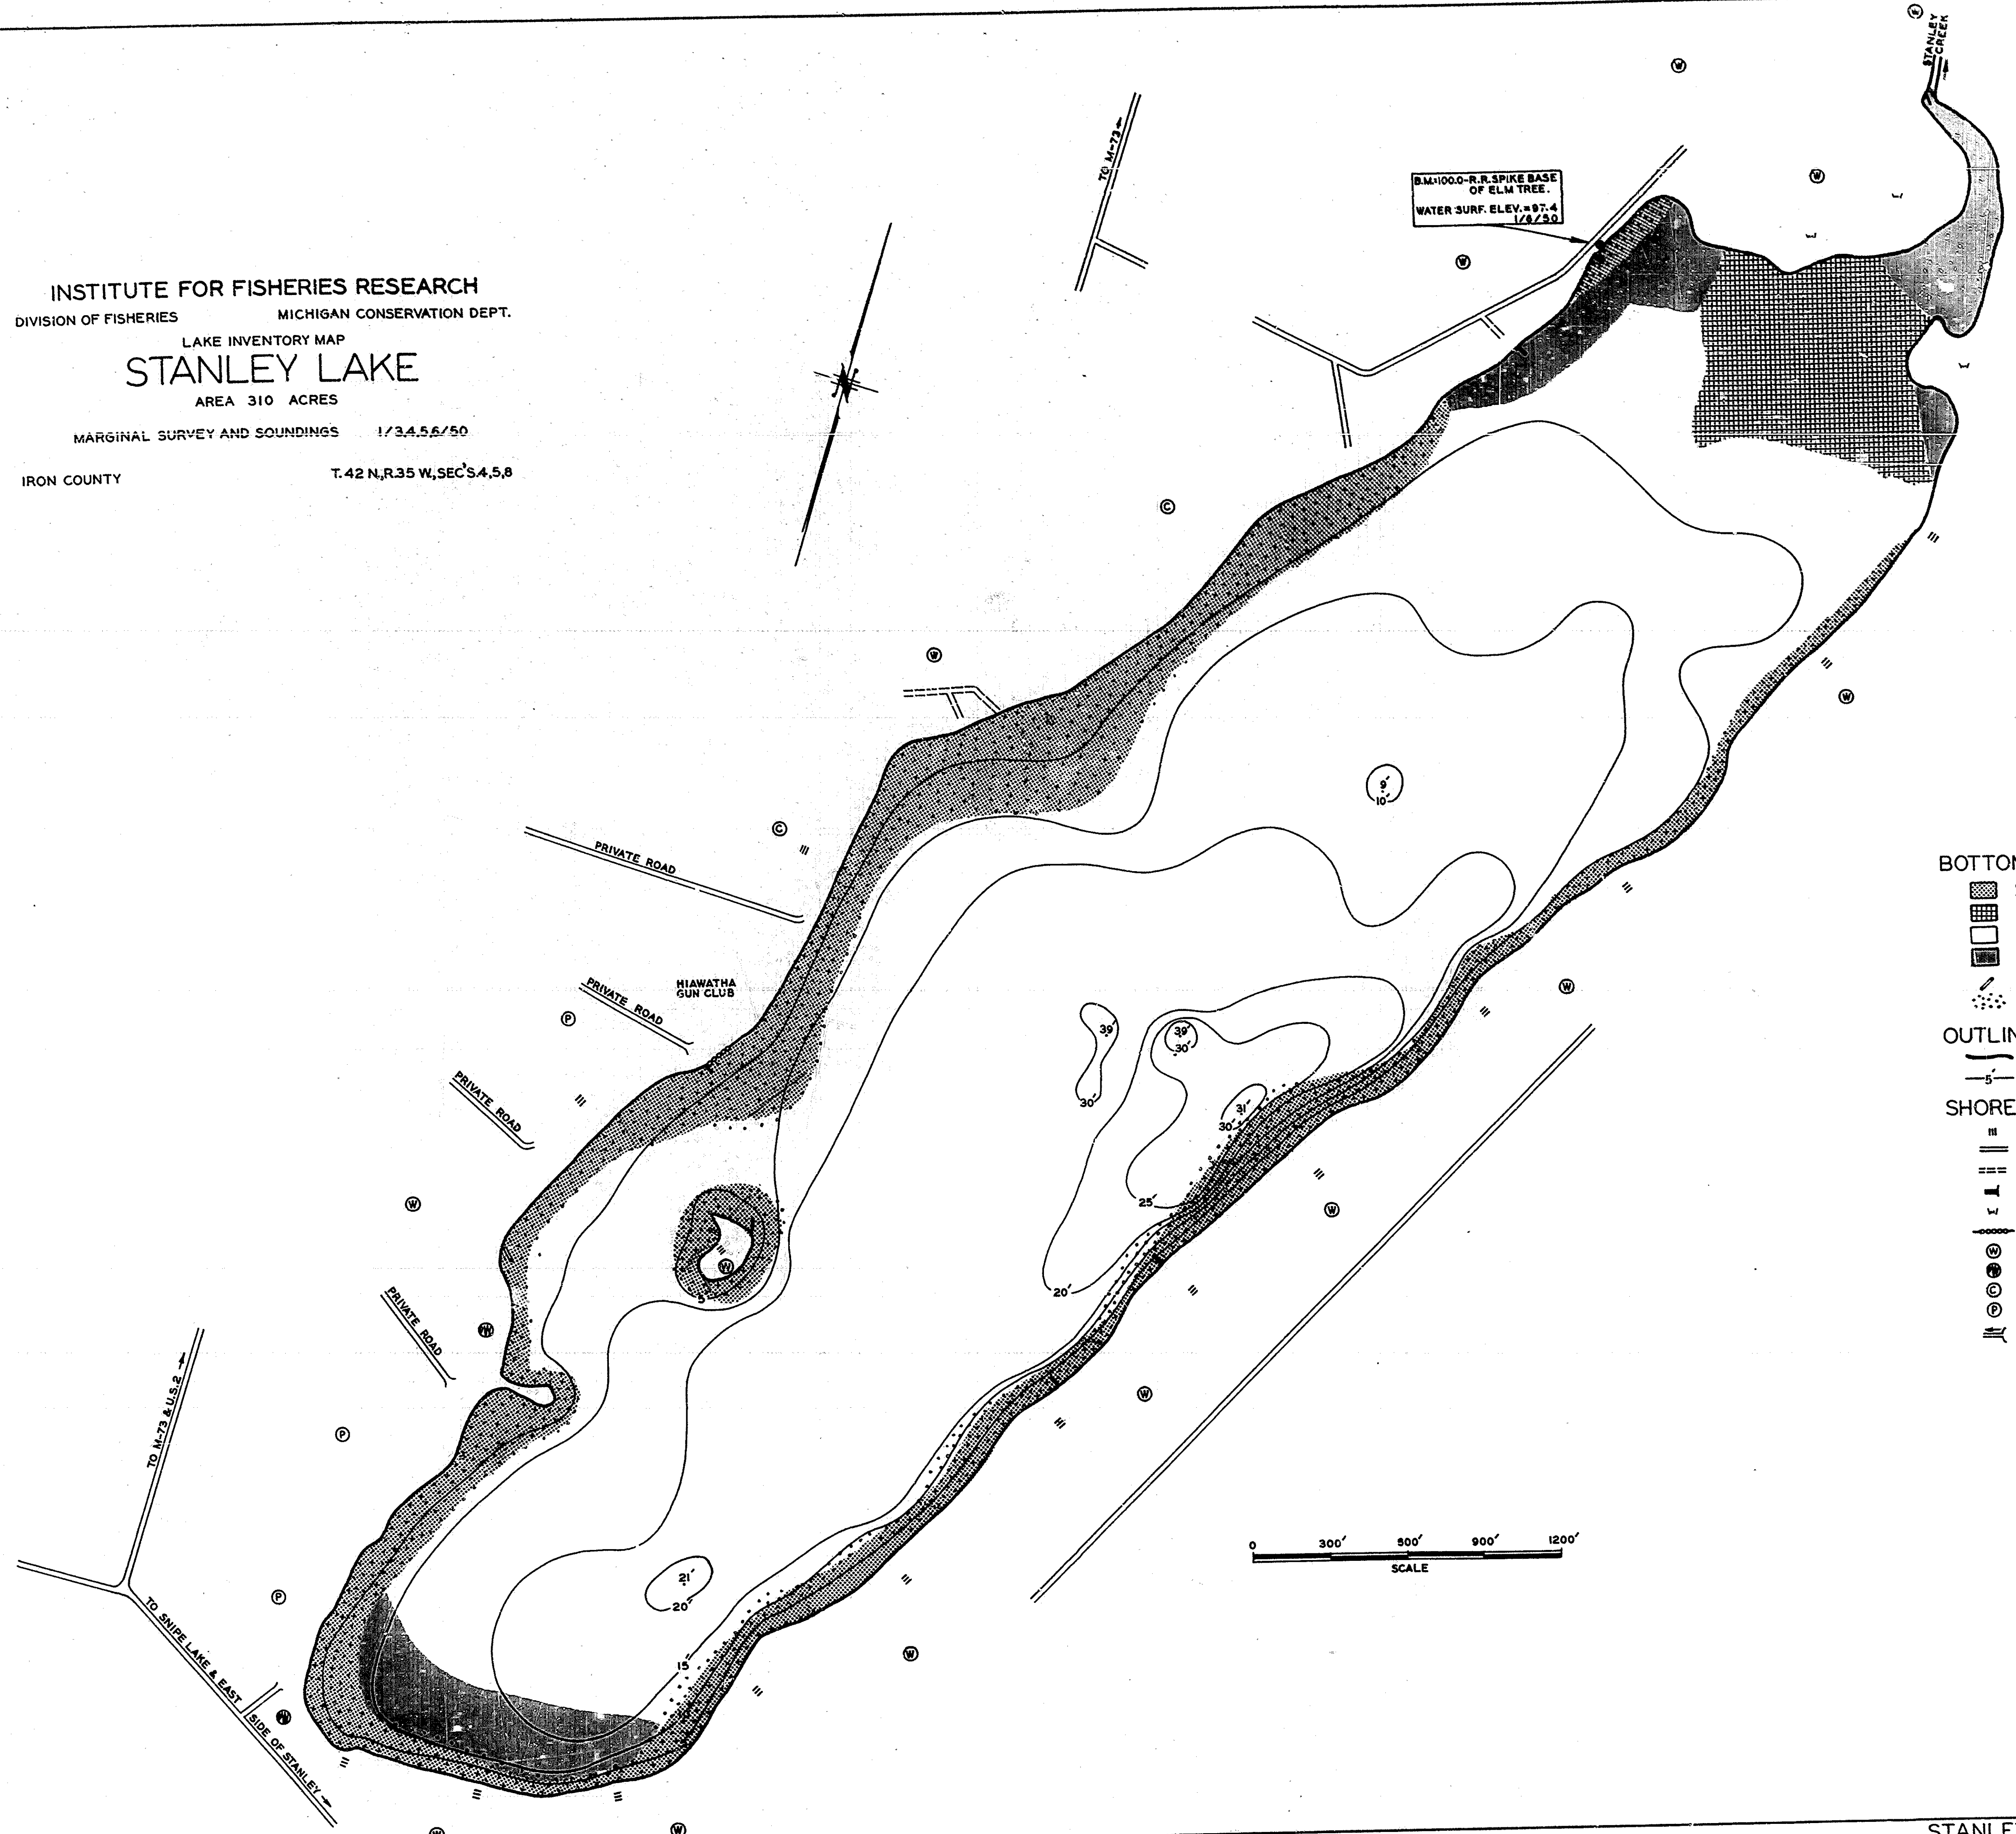 STANLEY
CREEK
TO M-73
B.M.=100.0-R.R. SPIKE BASE
OF ELM TREE.
WATER SURF. ELEV.=97.4
1/6/50
INSTITUTE FOR FISHERIES RESEARCH
DIVISION OF FISHERIES MICHIGAN CONSERVATION DEPT.
LAKE INVENTORY MAP
STANLEY LAKE
AREA 310 ACRES
MARGINAL SURVEY AND SOUNDINGS 1/3,4,5,6/50
IRON COUNTY T. 42 N., R.35 W., SEC'S.4,5,8
W
W
W
W
C
W
W
9'
10'
C
PRIVATE ROAD
HIAWATHA
GUN CLUB
PRIVATE ROAD
P
W
39'
39'
30'
30'
31'
30'
PRIVATE ROAD
25'
W
W
W
5'
20'
PRIVATE ROAD
PW
W
TO M-73 & U.S.2
P
P
21'
20'
15'
W
TO SNIPE LAKE & EAST
SIDE OF STANLEY
PW
W
W
0 300' 600' 900' 1200'
SCALE
BOTTOM
OUTLIN
5'
SHORE
W
PW
C
P
STANLE